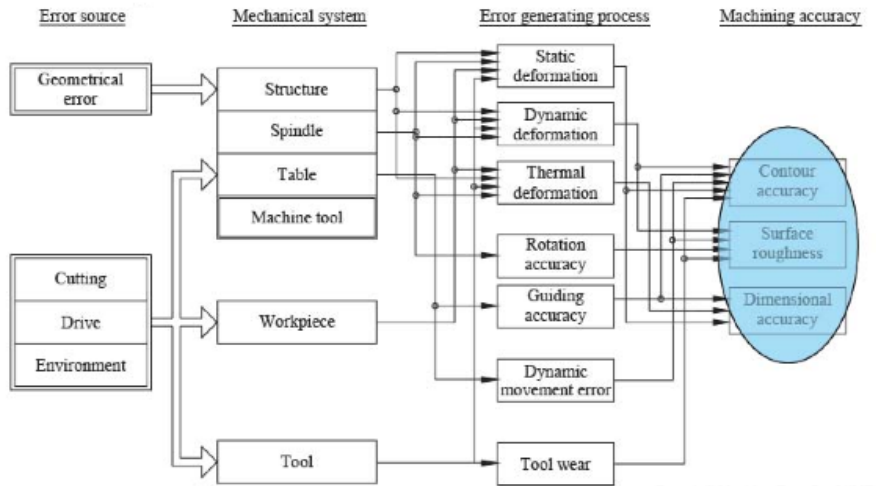 Error source
Mechanical system
Error generating process
Machining accuracy
Geometrical
error
Cutting
Drive
Environment
Structure
Spindle
Table
Machine tool
Workpiece
Tool
Static
deformation
Dynamic
deformation
Thermal
deformation
Rotation
accuracy
Guiding
accuracy
Dynamic
movement error
Tool wear
Contour
accuracy
Surface
roughness
Dimensional
accuracy